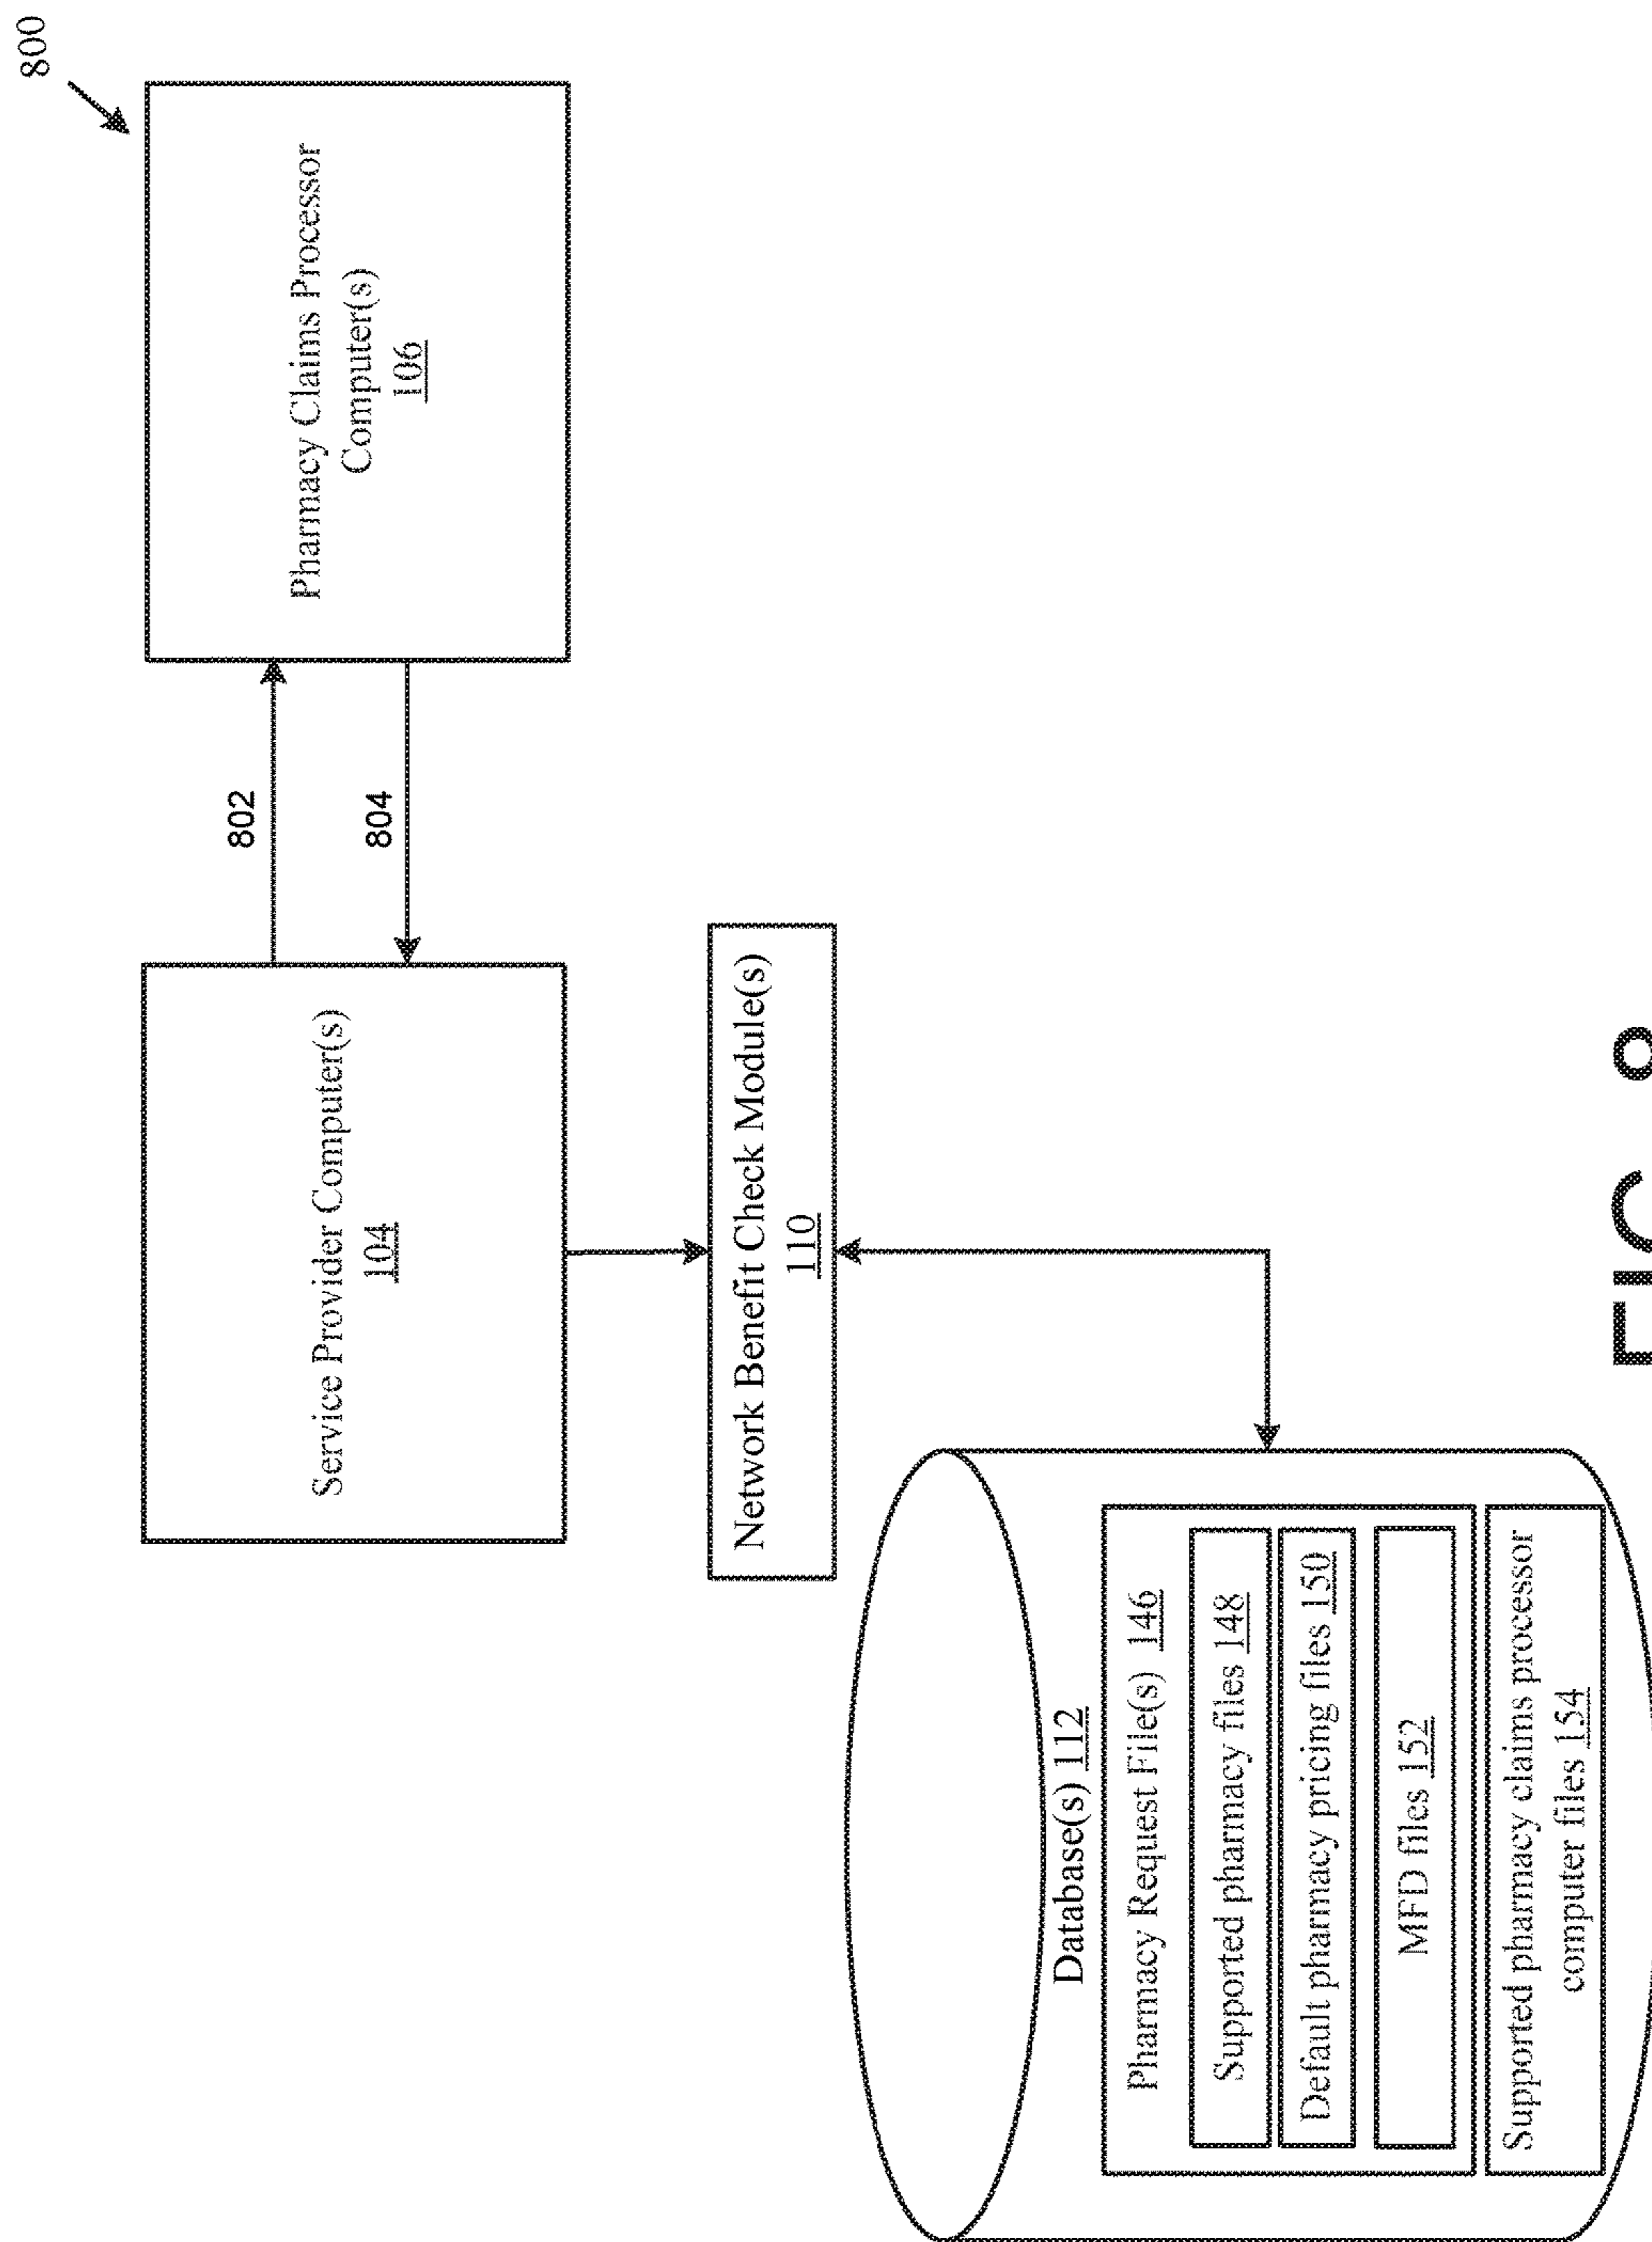 800
Service Provider Computer(s)
104
802
804
Pharmacy Claims Processor
Computer(s)
106
Network Benefit Check Module(s)
110
Database(s) 112
Pharmacy Request File(s) 146
Supported pharmacy files 148
Default pharmacy pricing files 150
MFD files 152
Supported pharmacy claims processor
computer files 154
FIG. 8